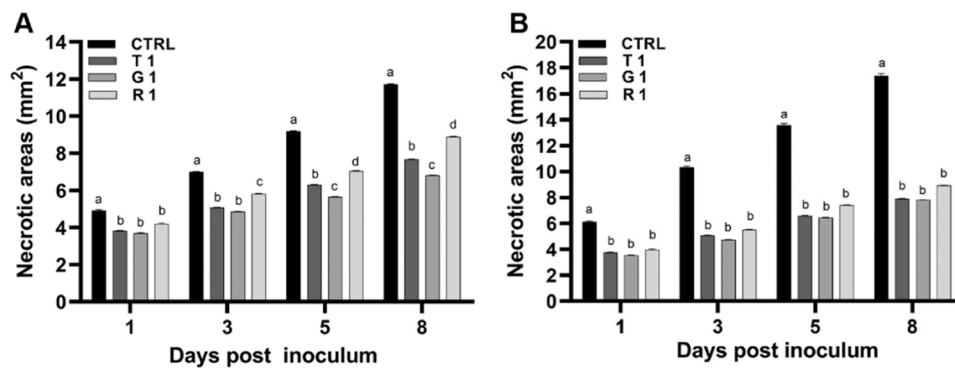 A
14
12
10
8
6
4
2
0
Necrotic areas (mm²)
CTRL
T 1
G 1
R 1
a b b b
a b b c
a b c d
a b c d
1 3 5 8
Days post inoculum
B
20
18
16
14
12
10
8
6
4
2
0
Necrotic areas (mm²)
CTRL
T 1
G 1
R 1
a b b b
a b b b
a b b b
a b b b
1 3 5 8
Days post inoculum